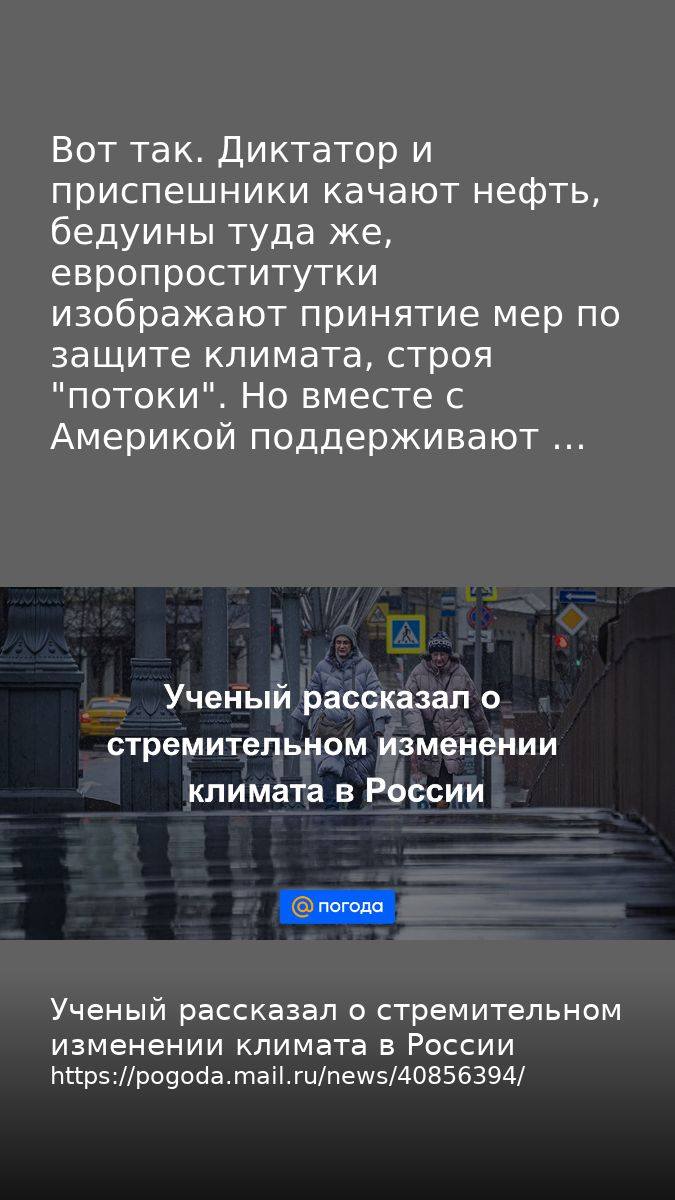 Вот так. Диктатор и
приспешники качают нефть,
бедуины туда же,
европроститутки
изображают принятие мер по
защите климата, строя
"потоки". Но вместе с
Америкой поддерживают ...
Ученый рассказал о
стремительном изменении
климата в России
@ погода
Ученый рассказал о стремительном
изменении климата в России
https://pogoda.mail.ru/news/40856394/